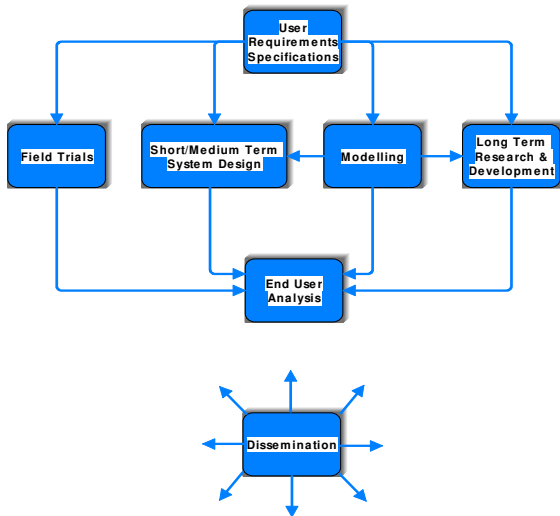 User
Requirements
Specifications
Field Trials
Short/Medium Term
System Design
Modelling
Long Term
Research &
Development
End User
Analysis
Dissemination